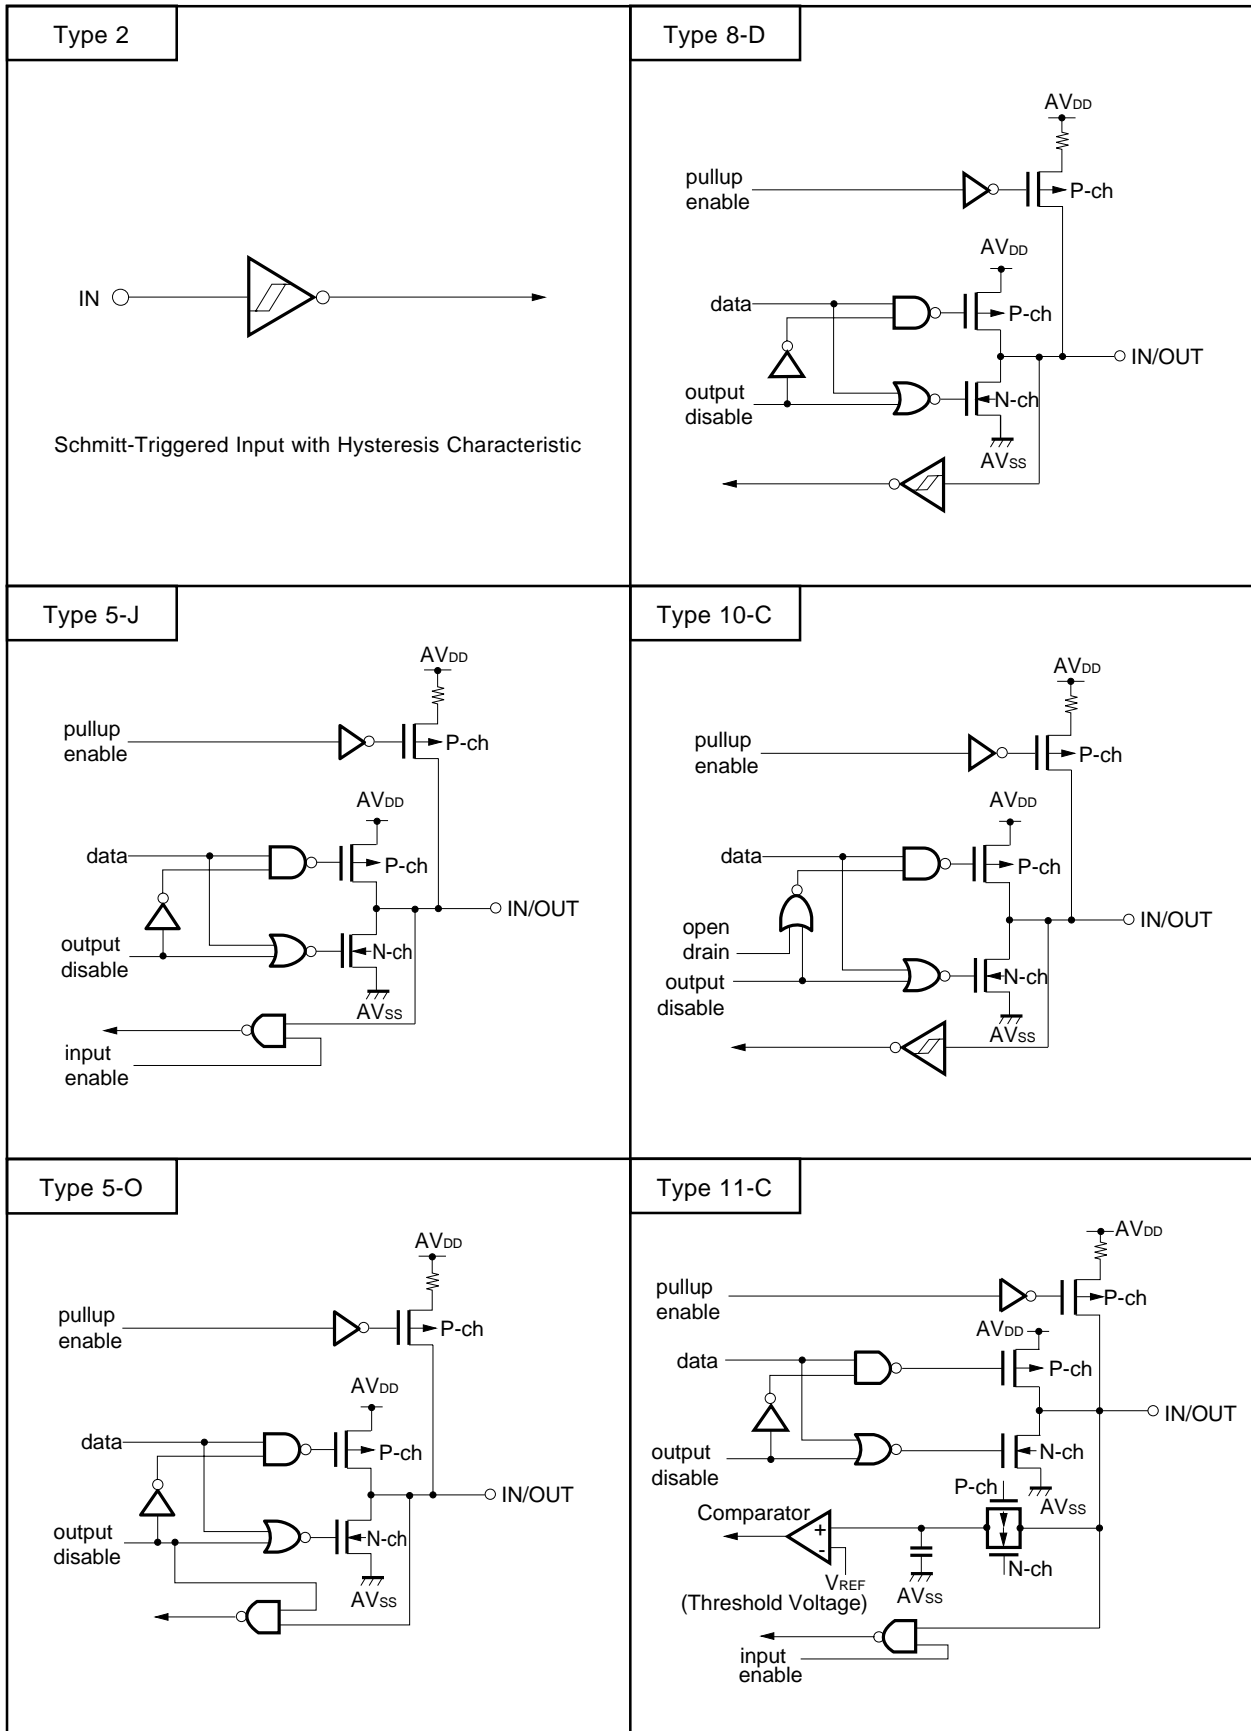 Type 2
IN
Schmitt-Triggered Input with Hysteresis Characteristic
Type 8-D
AVDD
pullup
enable
P-ch
AVDD
data
P-ch
IN/OUT
output
disable
N-ch
AVSS
Type 5-J
AVDD
pullup
enable
P-ch
AVDD
data
P-ch
IN/OUT
output
disable
N-ch
AVSS
input
enable
Type 10-C
AVDD
pullup
enable
P-ch
AVDD
data
P-ch
IN/OUT
open
drain
N-ch
output
disable
AVSS
Type 5-O
AVDD
pullup
enable
P-ch
AVDD
data
P-ch
IN/OUT
output
disable
N-ch
AVSS
Type 11-C
AVDD
pullup
enable
P-ch
AVDD
data
P-ch
IN/OUT
output
disable
N-ch
P-ch
AVSS
Comparator
+
-
N-ch
VREF
AVSS
(Threshold Voltage)
input
enable